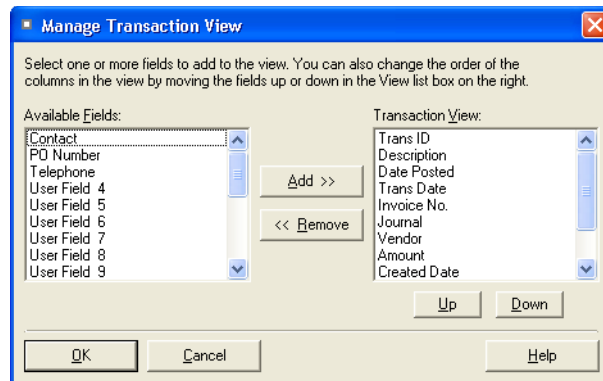 Manage Transaction View
Select one or more fields to add to the view. You can also change the order of the
columns in the view by moving the fields up or down in the View list box on the right.
Available Fields:
Contact
PO Number
Telephone
User Field 4
User Field 5
User Field 6
User Field 7
User Field 8
User Field 9
Add >>
<< Remove
Transaction View:
Trans ID
Description
Date Posted
Trans Date
Invoice No.
Journal
Vendor
Amount
Created Date
Up
Down
OK
Cancel
Help